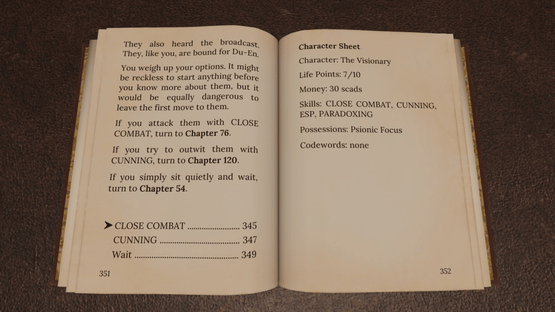 They also heard the broadcast.
They, like you, are bound for Du-En.
You weigh up your options. It might
be reckless to start anything before
you know more about them, but it
would be equally dangerous to
leave the first move to them.
If you attack them with CLOSE
COMBAT, turn to Chapter 76.
If you try to outwit them with
CUNNING, turn to Chapter 120.
If you simply sit quietly and wait,
turn to Chapter 54.
CLOSE COMBAT ................................ 345
CUNNING ................................ 347
Wait ................................ 349
351
Character Sheet
Character: The Visionary
Life Points: 7/10
Money: 30 scads
Skills: CLOSE COMBAT, CUNNING,
ESP, PARADOXING
Possessions: Psionic Focus
Codewords: none
352